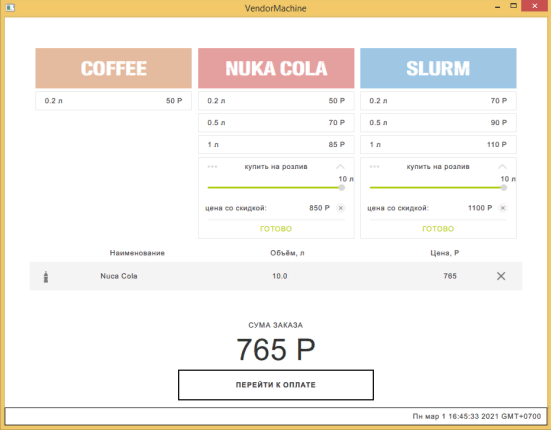 VendorMachine
COFFEE
0.2 л 50 Р
NUKA COLA
0.2 л 50 Р
0.5 л 70 Р
1 л 85 Р
купить на розлив
10 л
цена со скидкой: 850 Р
ГОТОВО
SLURM
0.2 л 70 Р
0.5 л 90 Р
1 л 110 Р
купить на розлив
10 л
цена со скидкой: 1100 Р
ГОТОВО
Наименование Объём, л Цена, Р
Nuca Cola 10.0 765
СУМА ЗАКАЗА
765 Р
ПЕРЕЙТИ К ОПЛАТЕ
Пн мар 1 16:45:33 2021 GMT+0700